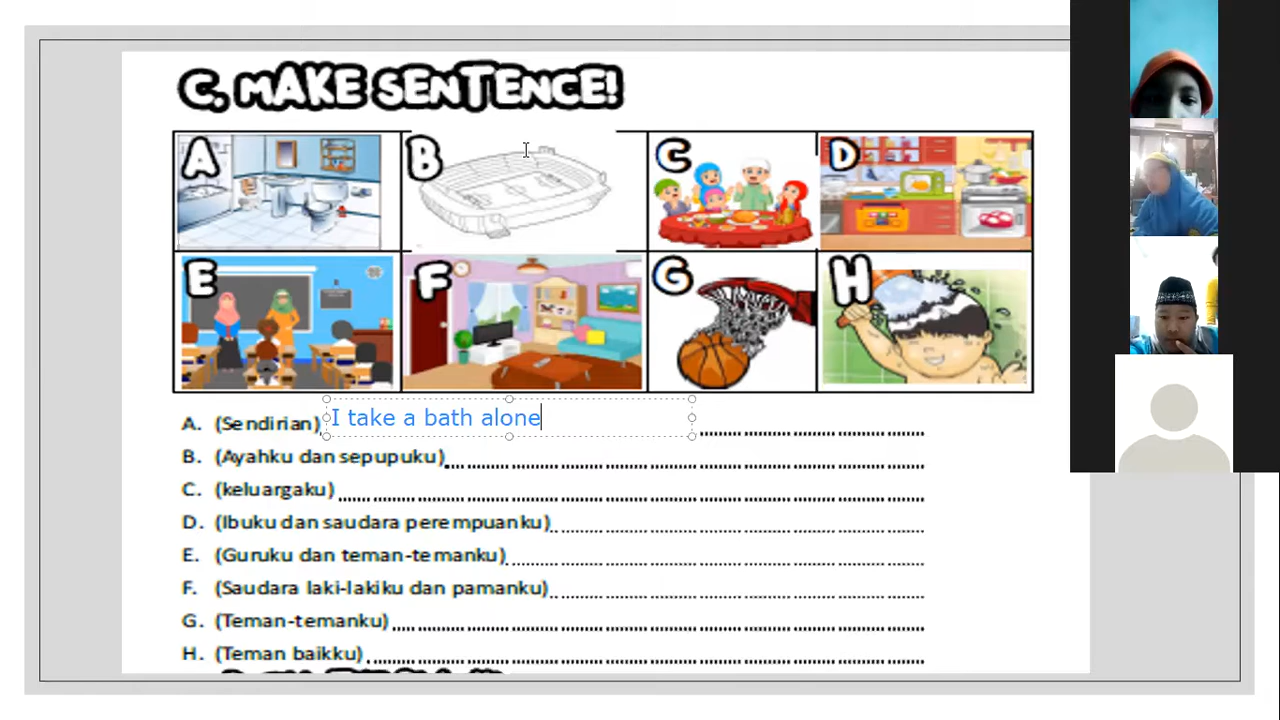 C. MAKE SENTENCE!
A
B
C
D
E
F
G
H
A. (Sendirian) I take a bath alone
B. (Ayahku dan sepupuku)
C. (keluargaku)
D. (Ibuku dan saudara perempuanku)
E. (Guruku dan teman-temanku)
F. (Saudara laki-lakiku dan pamanku)
G. (Teman-temanku)
H. (Teman baikku)